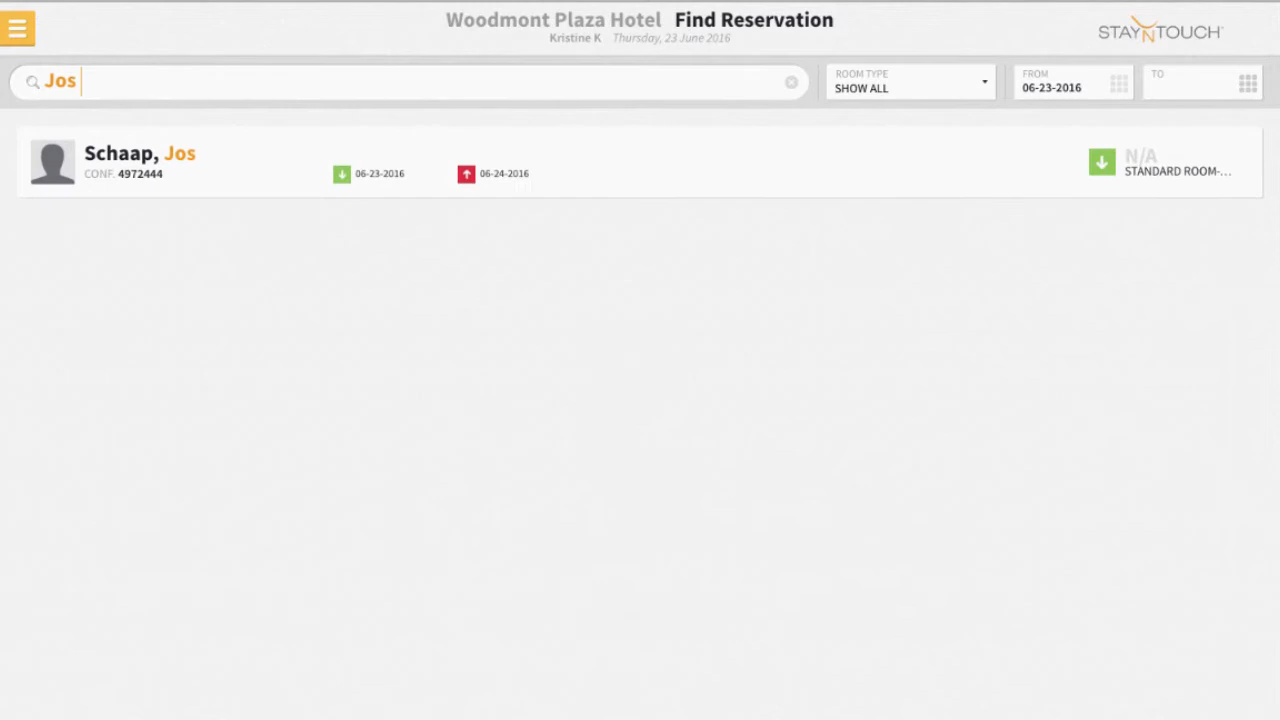 Woodmont Plaza Hotel Find Reservation
Kristine K Thursday, 23 June 2016
STAYNTOUCH
Jos
ROOM TYPE
SHOW ALL
FROM
06-23-2016
TO
Schaap, Jos
CONF. 4972444
06-23-2016
06-24-2016
N/A
STANDARD ROOM-...